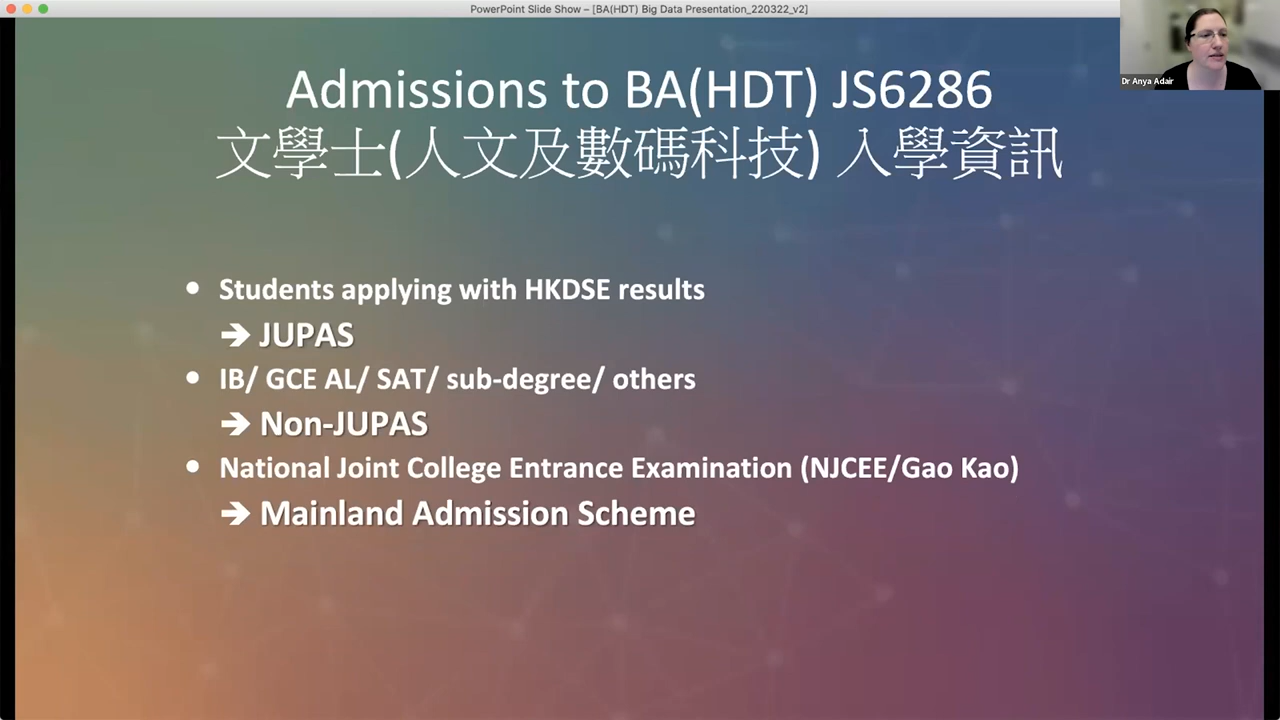 PowerPoint Slide Show – [BA(HDT) Big Data Presentation_220322_v2]
Dr Anya Adair
Admissions to BA(HDT) JS6286
文學士(人文及數碼科技) 入學資訊
• Students applying with HKDSE results
➔ JUPAS
• IB/ GCE AL/ SAT/ sub-degree/ others
➔ Non-JUPAS
• National Joint College Entrance Examination (NJCEE/Gao Kao)
➔ Mainland Admission Scheme